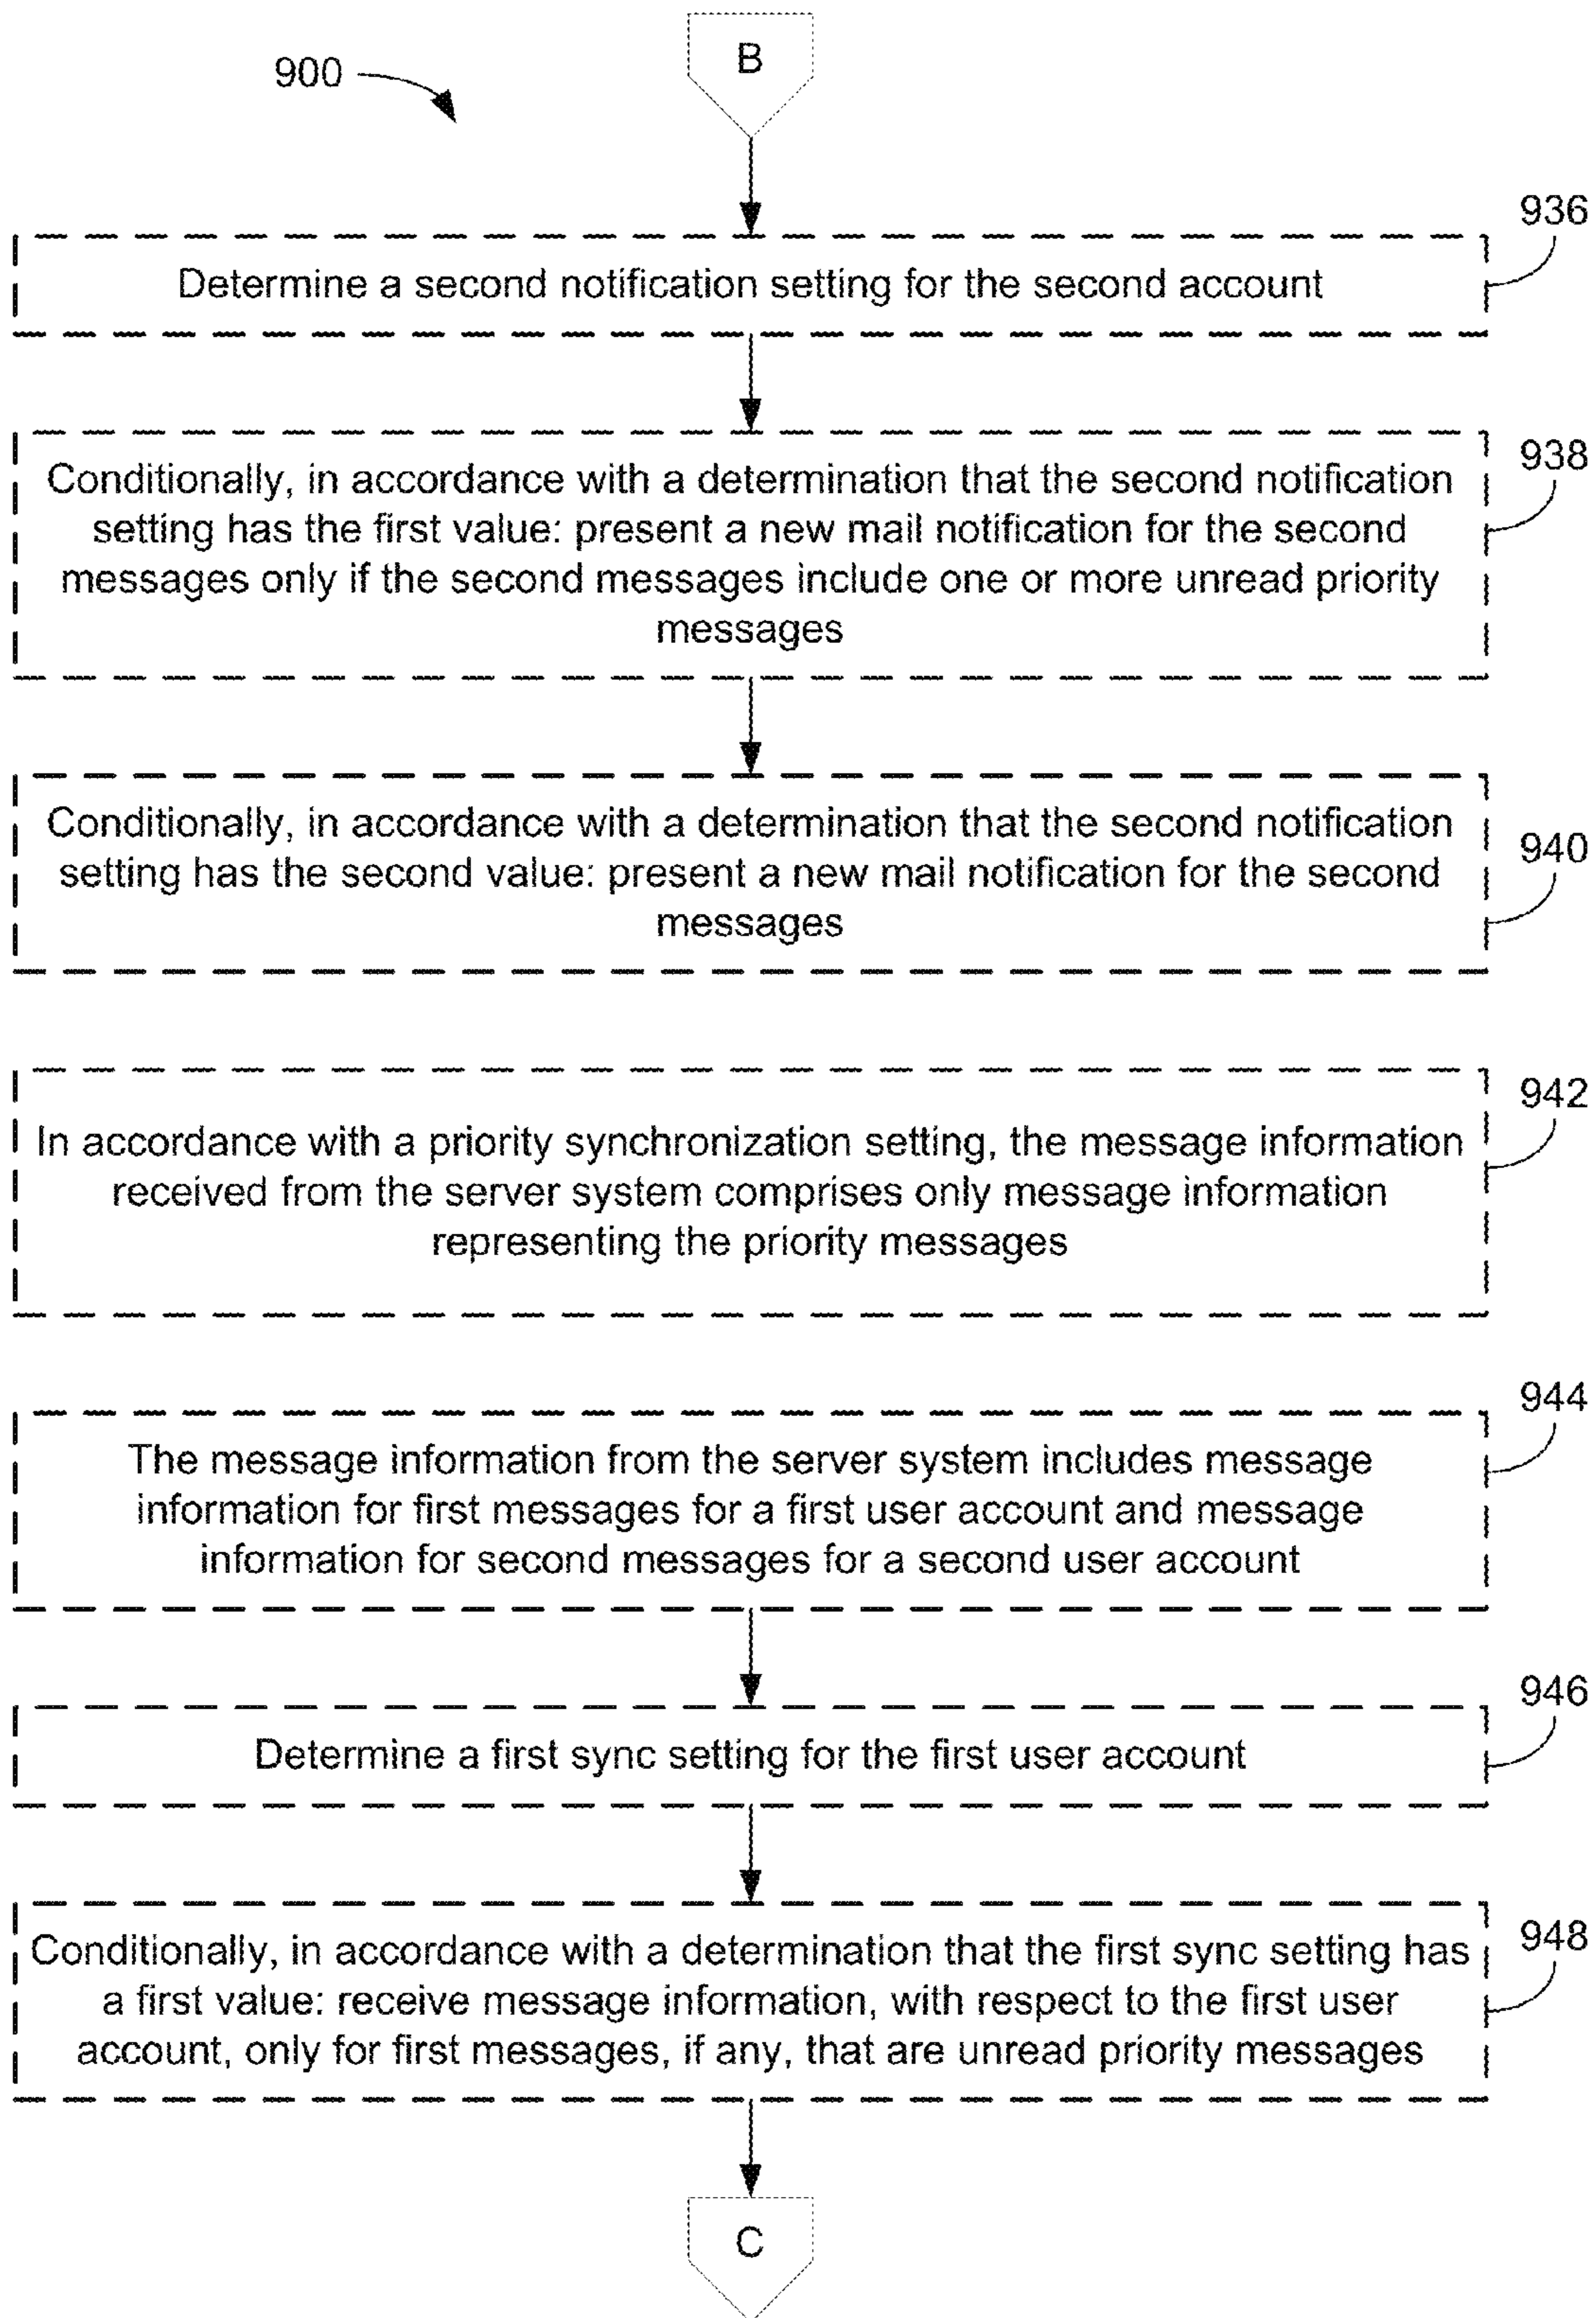 B
900
936
Determine a second notification setting for the second account
938
Conditionally, in accordance with a determination that the second notification
setting has the first value: present a new mail notification for the second
messages only if the second messages include one or more unread priority
messages
Conditionally, in accordance with a determination that the second notification
940
setting has the second value: present a new mail notification for the second
messages
942
In accordance with a priority synchronization setting, the message information
received from the server system comprises only message information
representing the priority messages
944
The message information from the server system includes message
information for first messages for a first user account and message
information for second messages for a second user account
946
Determine a first sync setting for the first user account
948
Conditionally, in accordance with a determination that the first sync setting has
a first value: receive message information, with respect to the first user
account, only for first messages, if any, that are unread priority messages
C